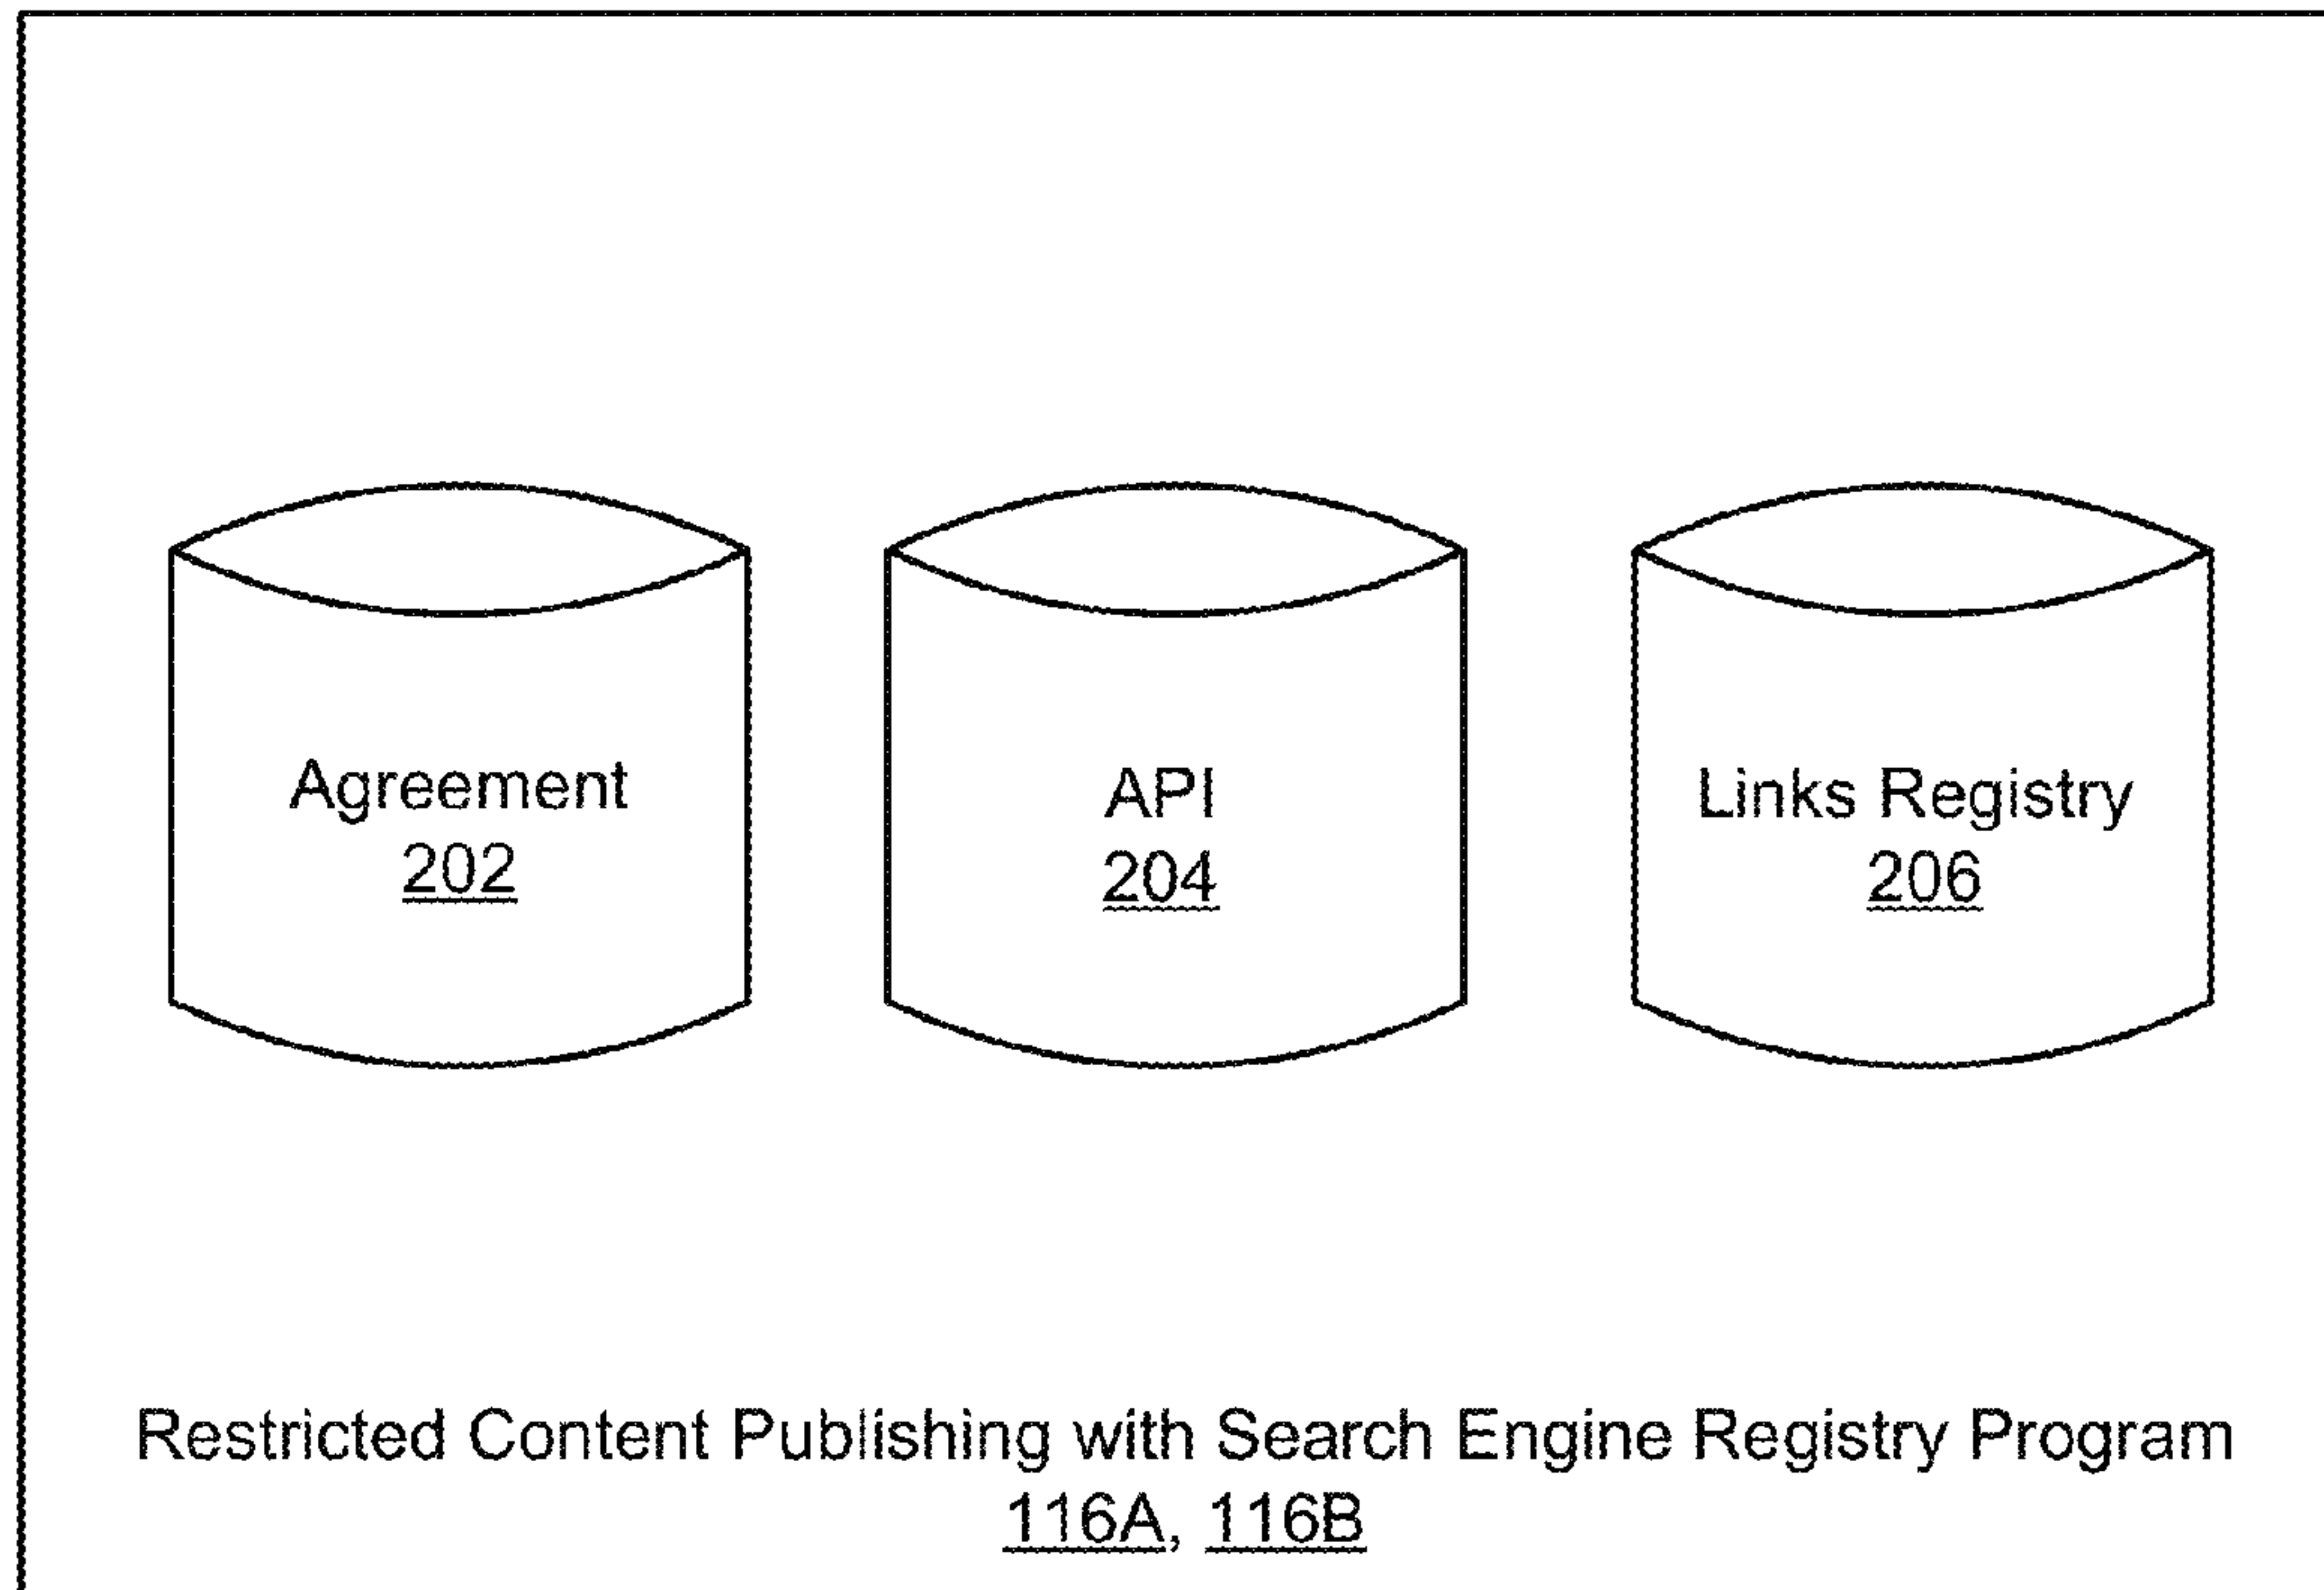 Agreement
202
API
204
Links Registry
206
Restricted Content Publishing with Search Engine Registry Program
116A, 116B